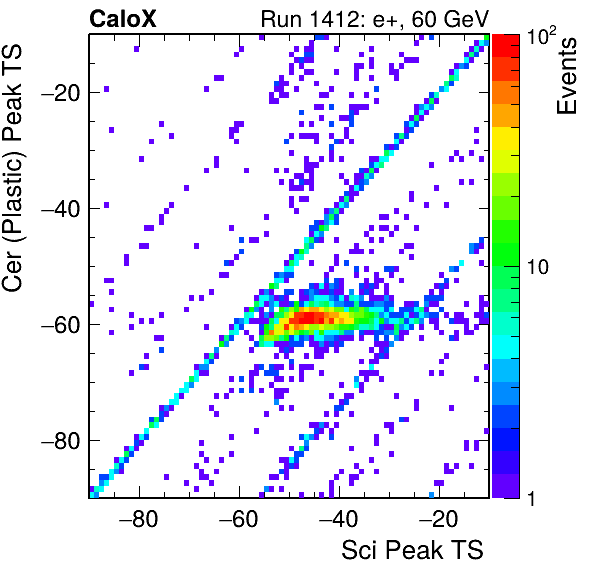 CaloX Run 1412: e+, 60 GeV
Cer (Plastic) Peak TS
−20
−40
−60
−80
−80 −60 −40 −20
Sci Peak TS
10²
10
1
Events